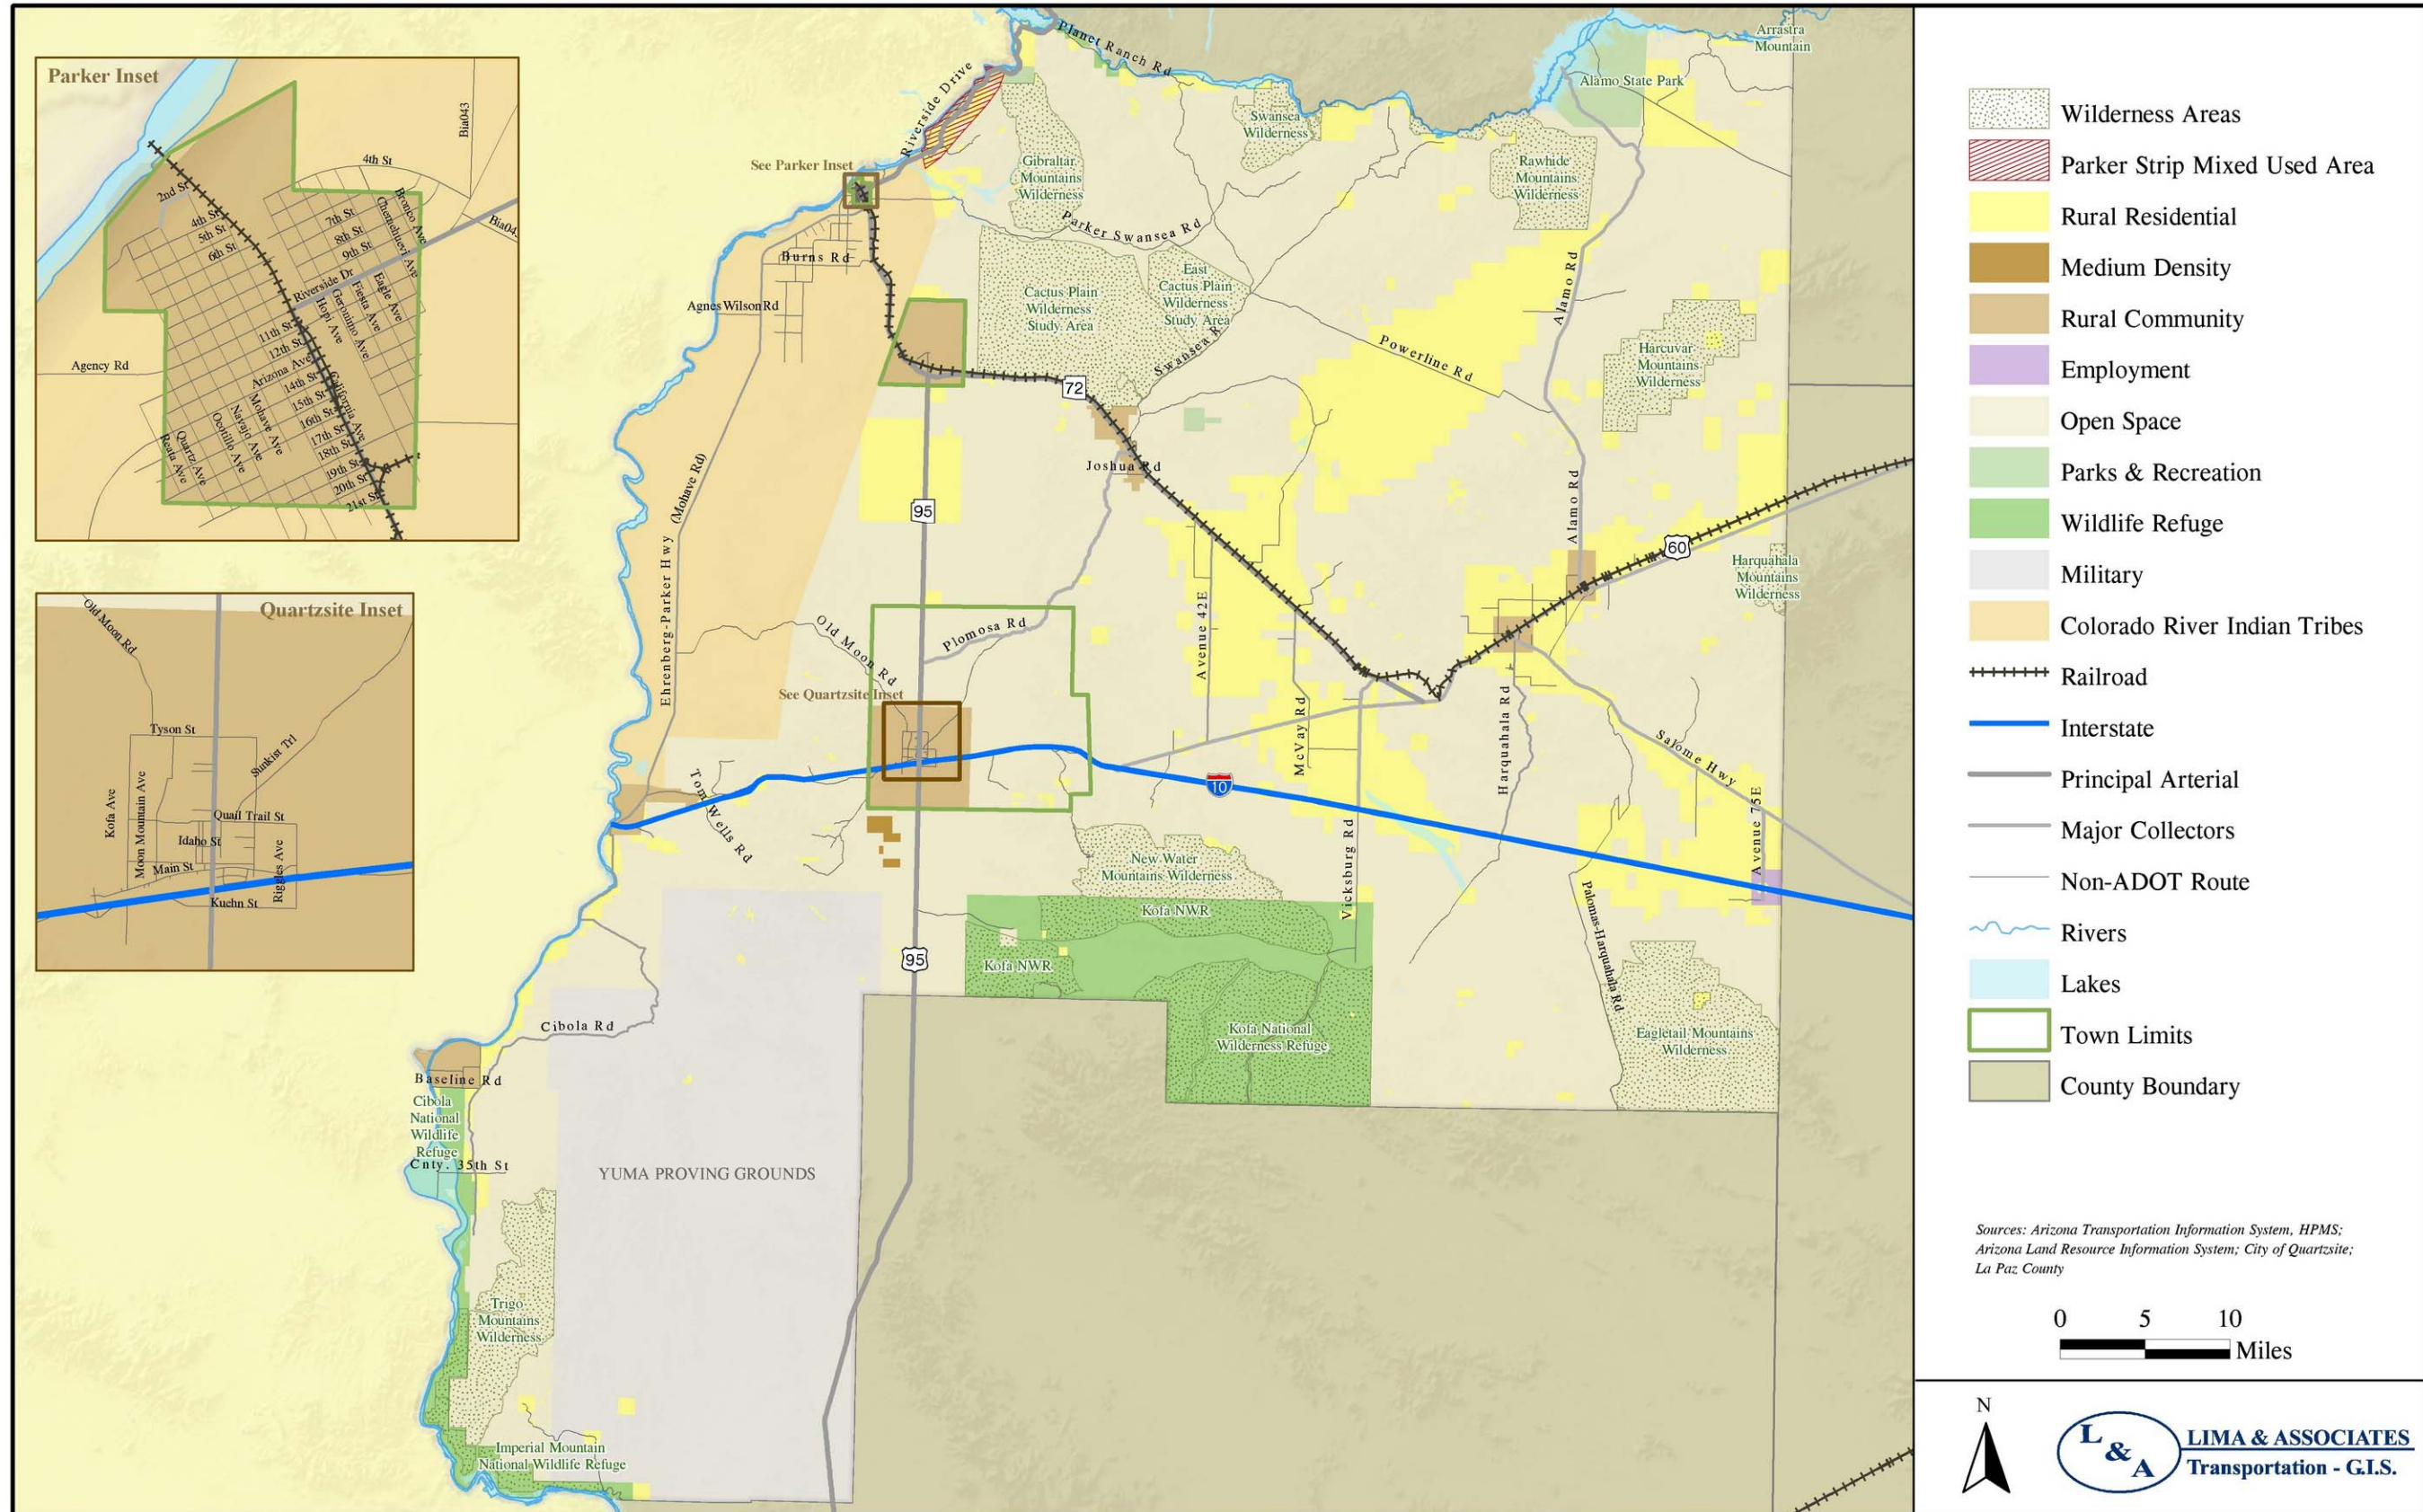 Parker Inset
Bia043
4th St
2nd St
4th St
5th St
6th St
7th St
8th St
9th St
Bronco Ave
Chemehuevi Ave
Riverside Dr
Eagle Ave
Fiesta Ave
Geronimo Ave
Hopi Ave
11th St
12th St
Arizona Ave
14th St
15th St
16th St
17th St
18th St
19th St
20th St
21st St
California Ave
Mohave Ave
Navajo Ave
Ocotillo Ave
Quartz Ave
Reata Ave
Agency Rd
Bia04
Quartzsite Inset
Old Moon Rd
Tyson St
Sunkist Trl
Kofa Ave
Moon Mountain Ave
Quail Trail St
Idaho St
Main St
Riggles Ave
Kuehn St
Planet Ranch Rd
Arrastra
Mountain
Alamo State Park
Riverside Drive
See Parker Inset
Gibraltar
Mountains
Wilderness
Swansea
Wilderness
Rawhide
Mountains
Wilderness
Parker Swansea Rd
Burns Rd
Agnes Wilson Rd
Cactus Plain
Wilderness
Study Area
East
Cactus Plain
Wilderness
Study Area
Swansea R
Alamo Rd
Powerline Rd
Harcuvar
Mountains
Wilderness
72
Joshua Rd
95
Ehrenberg-Parker Hwy (Mohave Rd)
Alamo Rd
60
Harquahala
Mountains
Wilderness
Avenue 42E
Old Moon Rd
Plomosa Rd
See Quartzsite Inset
McVay Rd
Harquahala Rd
Salome Hwy
Tom Wells Rd
10
Avenue 75E
Vicksburg Rd
New Water
Mountains Wilderness
Palomas-Harquahala Rd
Kofa NWR
Kofa NWR
95
Cibola Rd
Kofa National
Wilderness Refuge
Eagletail Mountains
Wilderness
Baseline Rd
Cibola
National
Wildlife
Refuge
Cnty. 35th St
YUMA PROVING GROUNDS
Trigo
Mountains
Wilderness
Imperial Mountain
National Wildlife Refuge
Wilderness Areas
Parker Strip Mixed Used Area
Rural Residential
Medium Density
Rural Community
Employment
Open Space
Parks & Recreation
Wildlife Refuge
Military
Colorado River Indian Tribes
Railroad
Interstate
Principal Arterial
Major Collectors
Non-ADOT Route
Rivers
Lakes
Town Limits
County Boundary
Sources: Arizona Transportation Information System, HPMS;
Arizona Land Resource Information System; City of Quartzsite;
La Paz County
0 5 10
Miles
N
L & A
LIMA & ASSOCIATES
Transportation - G.I.S.